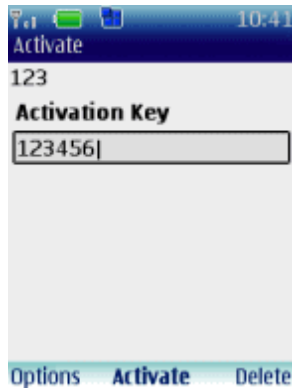 10:41
Activate
123
Activation Key
123456
Options Activate Delete